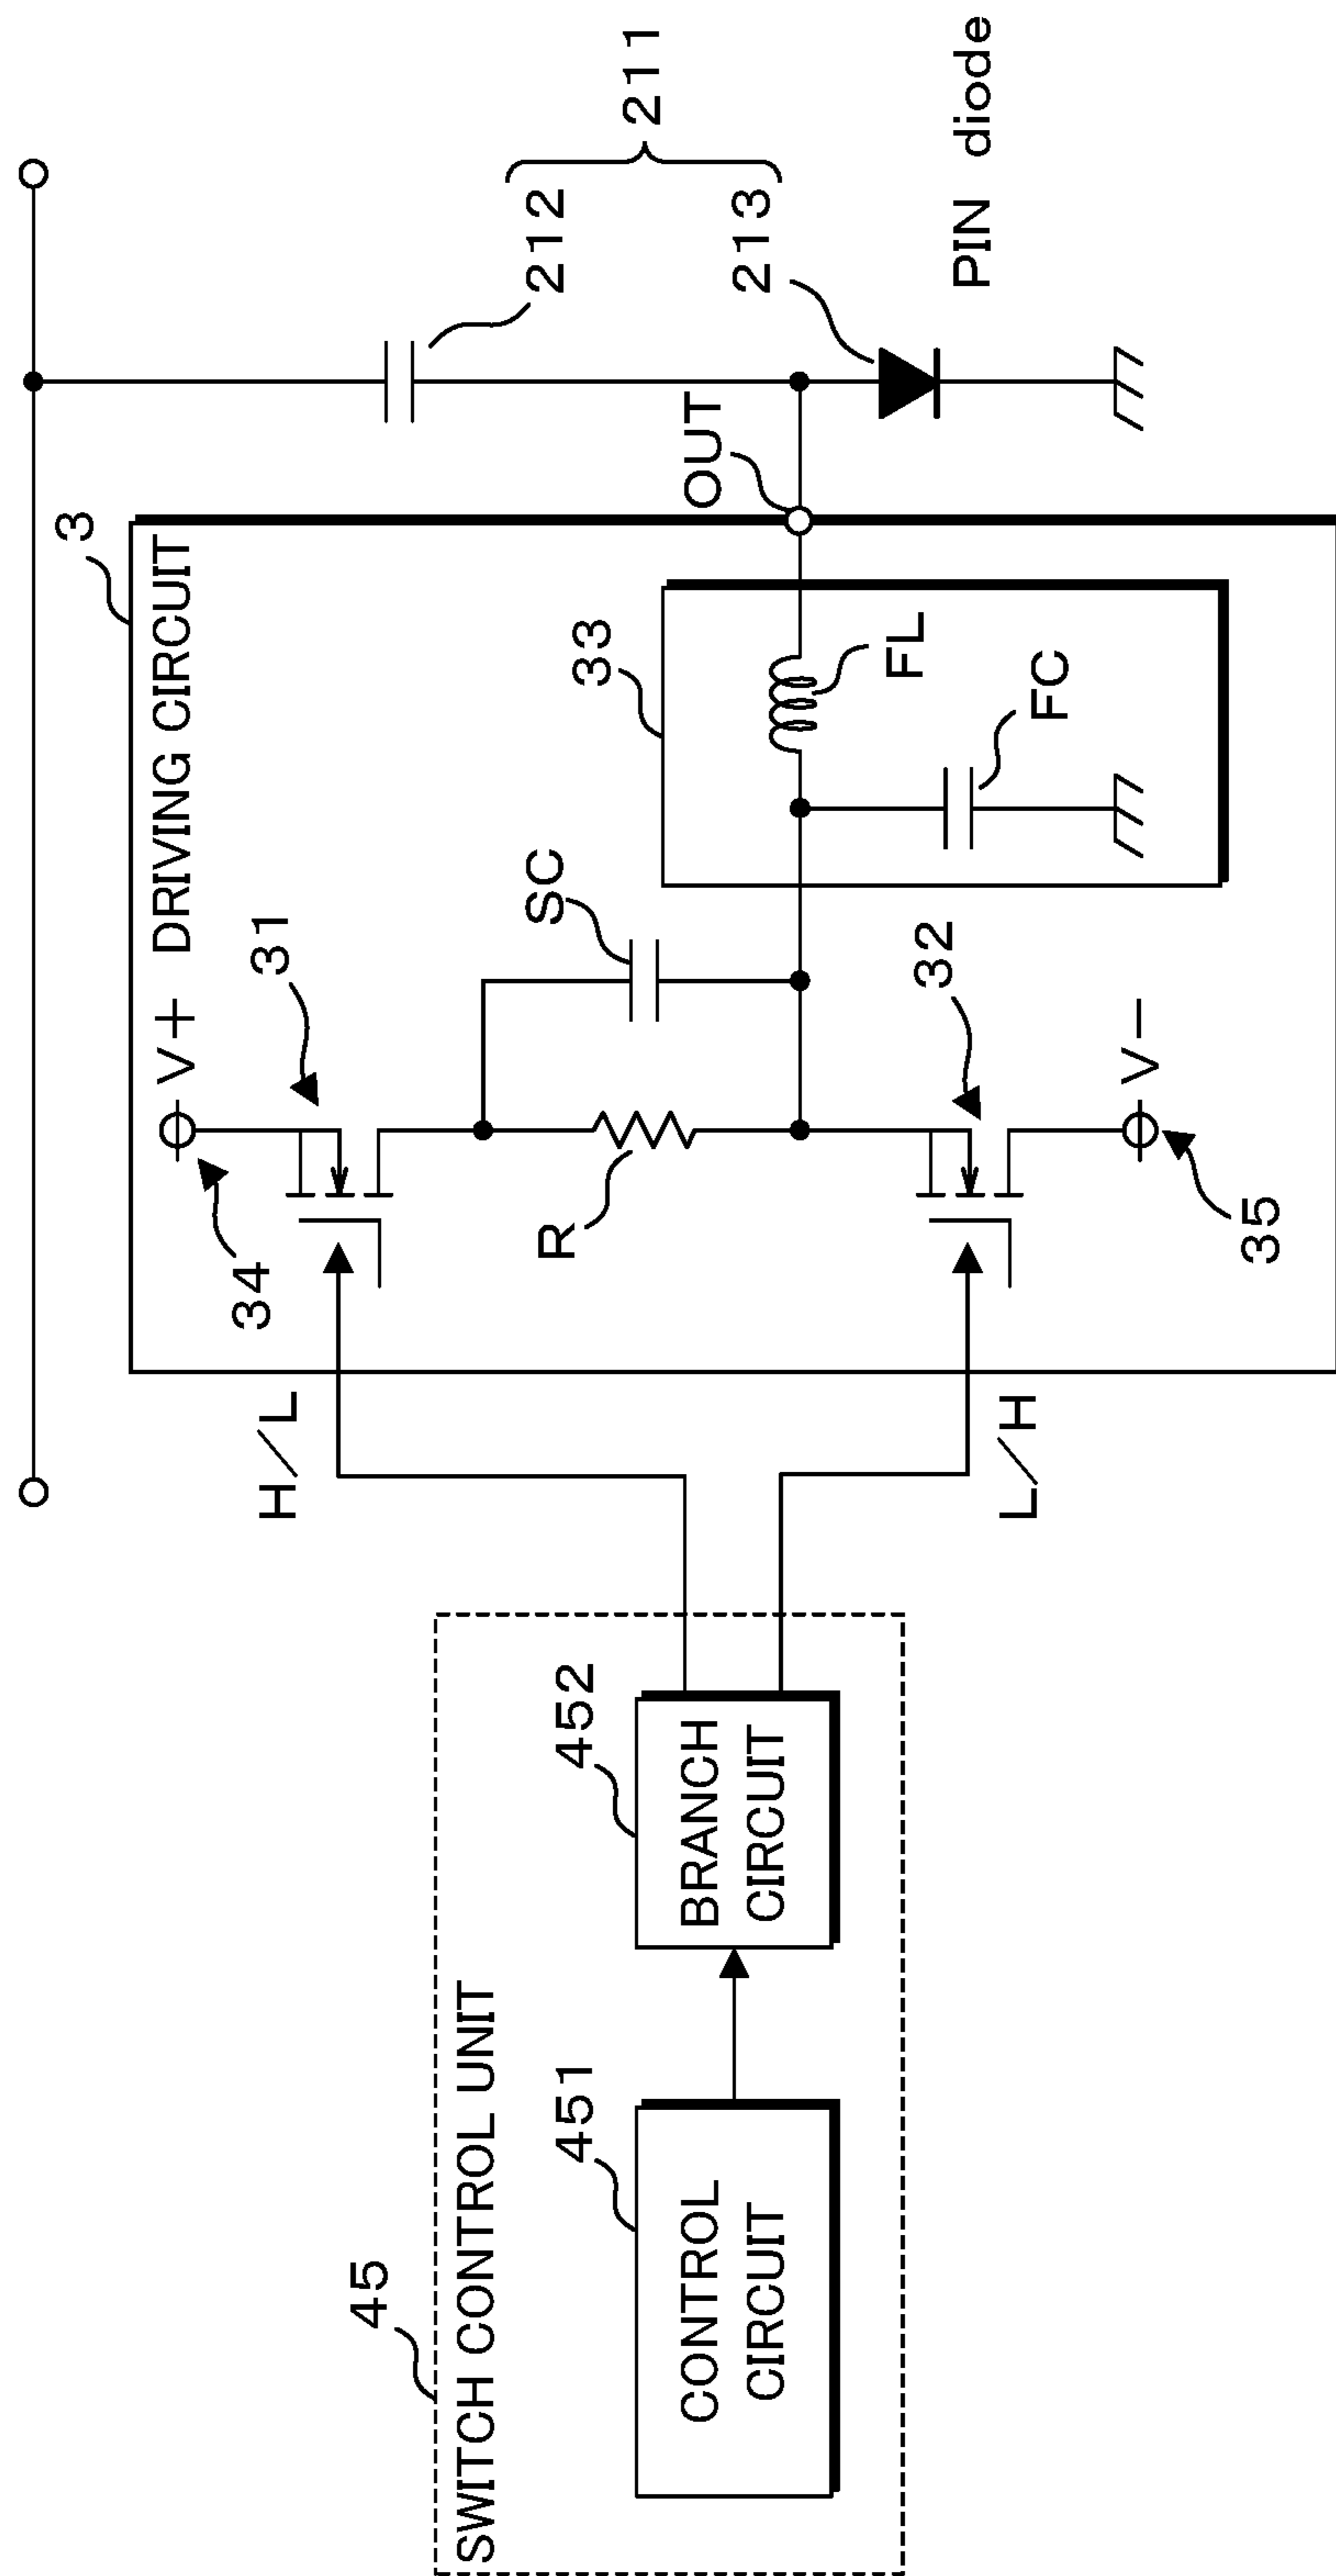 3
DRIVING CIRCUIT
V+
34
31
H/L
SC
R
33
FL
FC
OUT
212
211
213
PIN diode
32
V-
35
L/H
45
SWITCH CONTROL UNIT
451
CONTROL
CIRCUIT
452
BRANCH
CIRCUIT